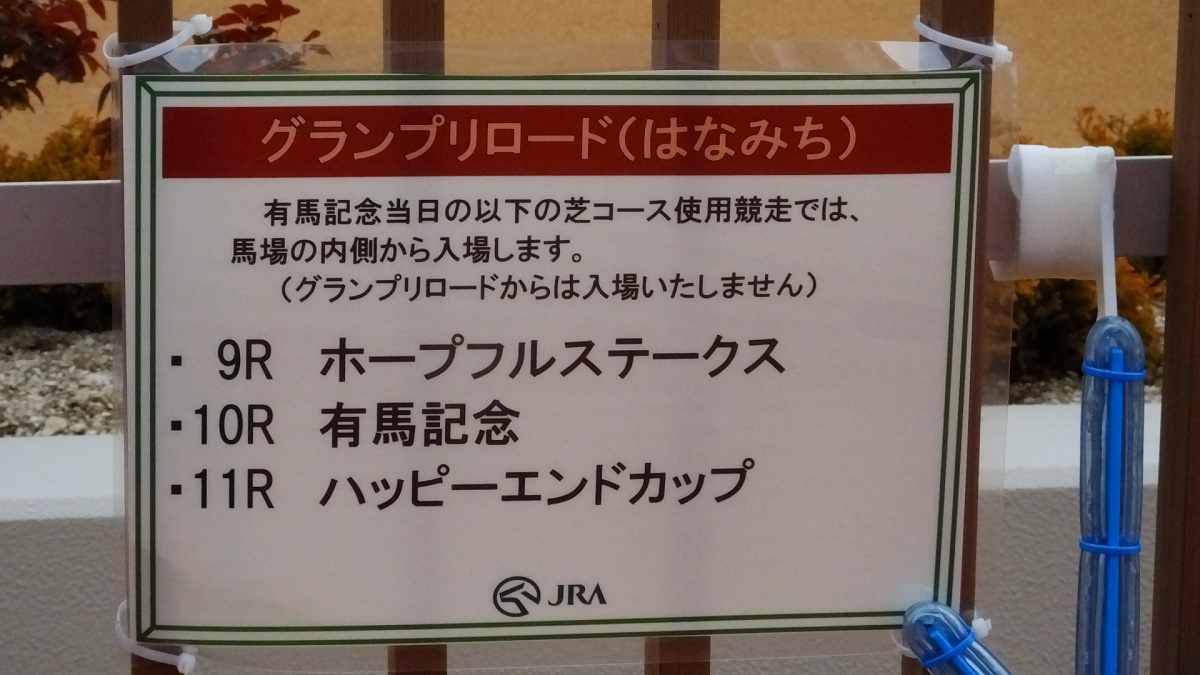 グランプリロード(はなみち)
有馬記念当日の以下の芝コース使用競走では、
馬場の内側から入場します。
(グランプリロードからは入場いたしません)
・ 9R ホープフルステークス
・10R 有馬記念
・11R ハッピーエンドカップ
JRA